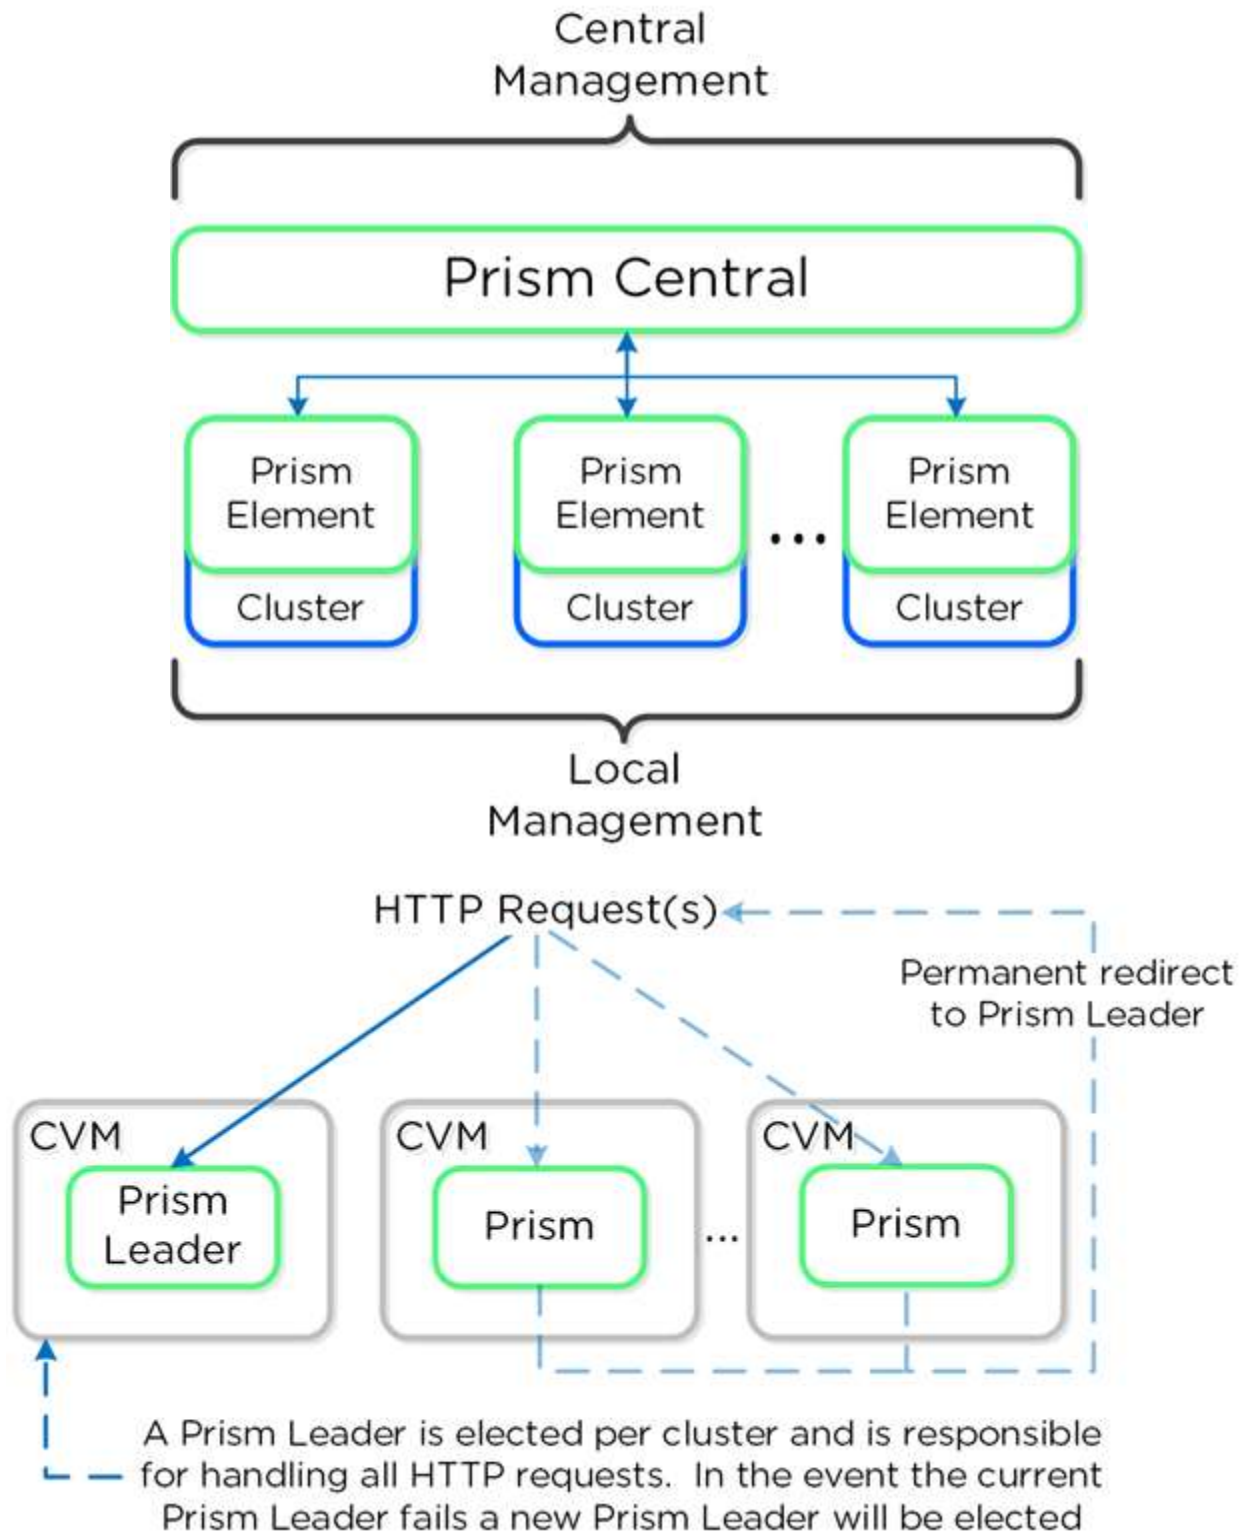 Central
Management
Prism Central
Prism
Element
Cluster
Prism
Element
Cluster
...
Prism
Element
Cluster
Local
Management
HTTP Request(s)
Permanent redirect
to Prism Leader
CVM
Prism
Leader
CVM
Prism
...
CVM
Prism
A Prism Leader is elected per cluster and is responsible
for handling all HTTP requests.  In the event the current
Prism Leader fails a new Prism Leader will be elected